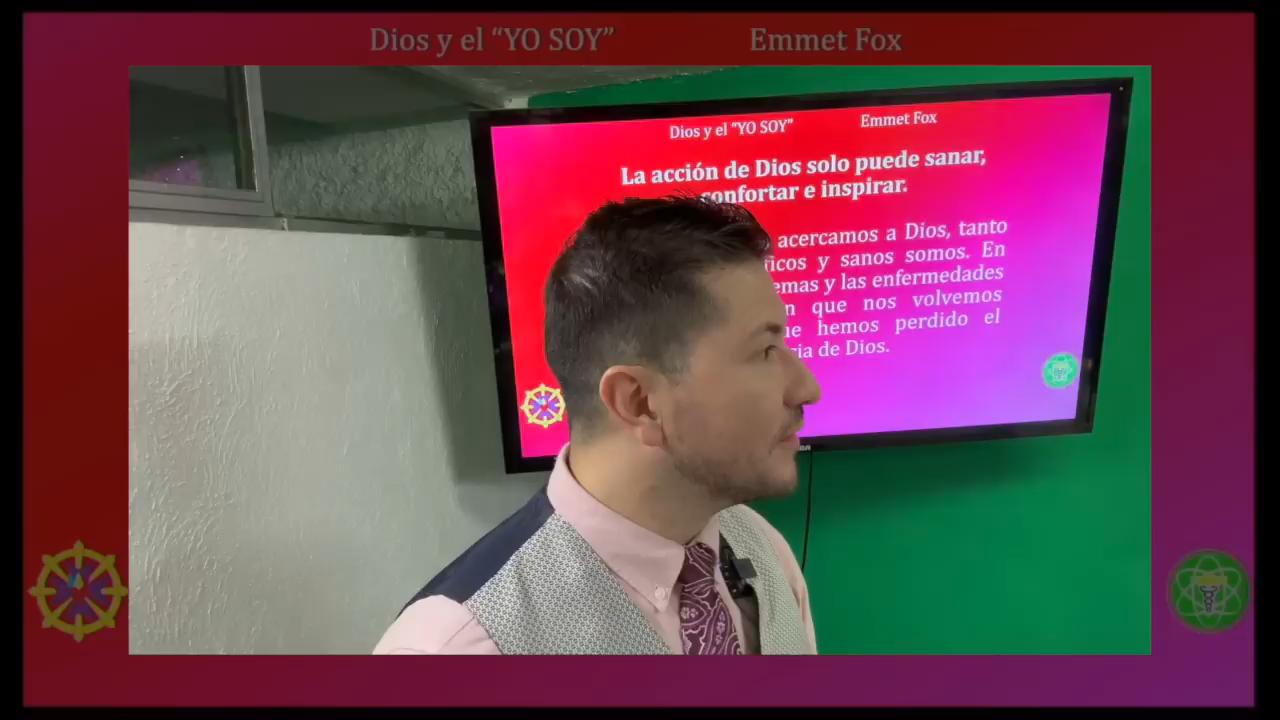 Dios y el “YO SOY” Emmet Fox
Dios y el “YO SOY” Emmet Fox
La acción de Dios solo puede sanar,
confortar e inspirar.
acercamos a Dios, tanto
y sanos somos. En
y las enfermedades
que nos volvemos
hemos perdido el
de Dios.